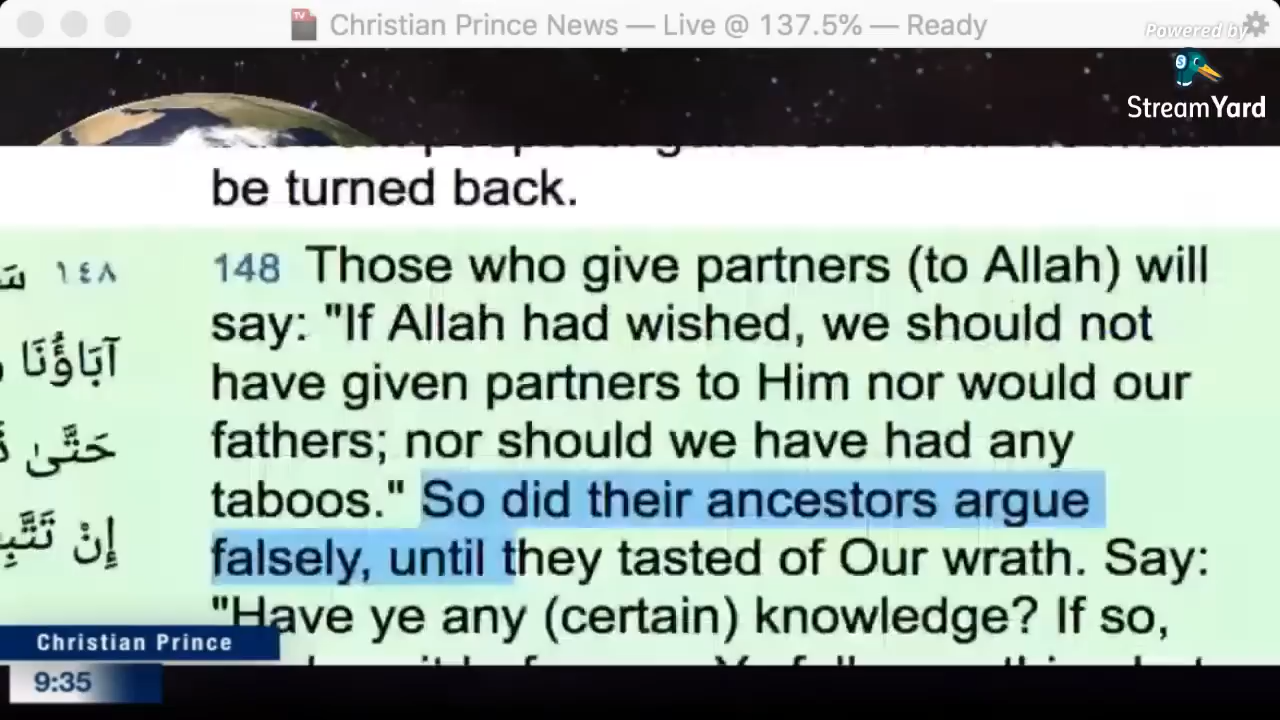 Christian Prince News — Live @ 137.5% — Ready
Powered by
StreamYard
be turned back.
148 Those who give partners (to Allah) will
say: "If Allah had wished, we should not
have given partners to Him nor would our
fathers; nor should we have had any
taboos." So did their ancestors argue
falsely, until they tasted of Our wrath. Say:
"Have ye any (certain) knowledge? If so,
١٤٨
آبَاؤُنَا
حَتَّىٰ
إِنْ
Christian Prince
9:35